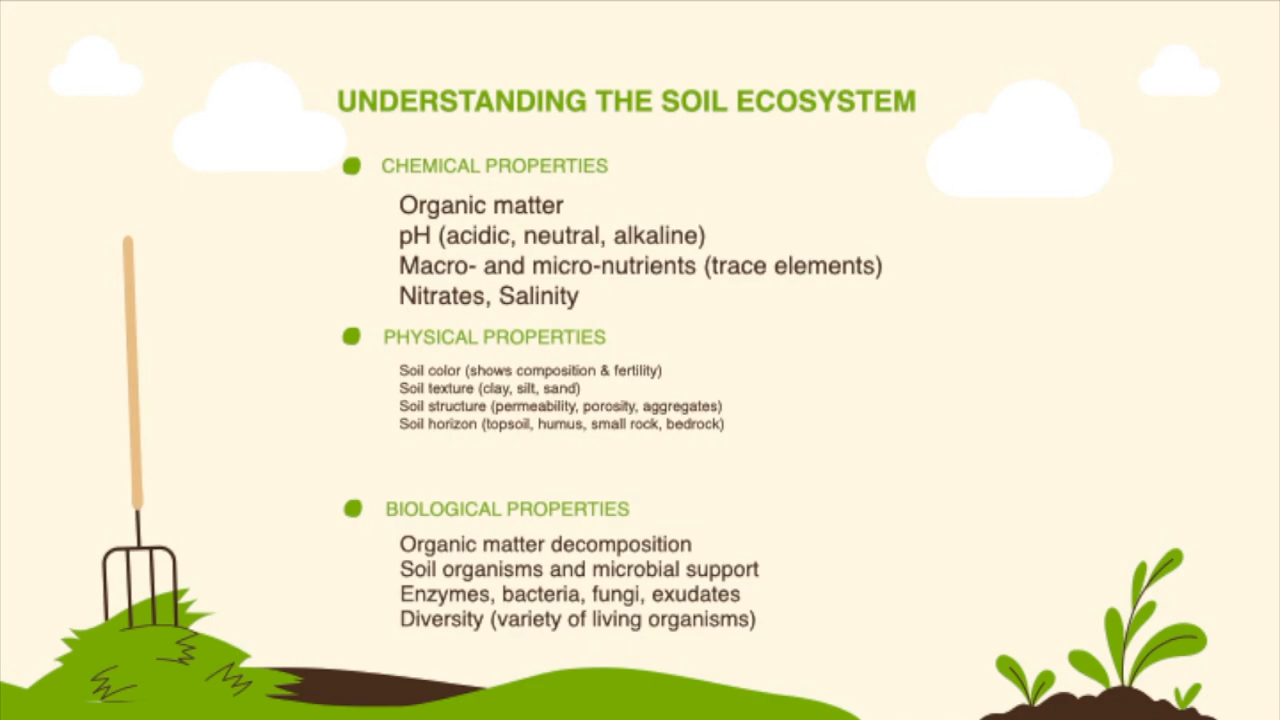 UNDERSTANDING THE SOIL ECOSYSTEM
CHEMICAL PROPERTIES
Organic matter
pH (acidic, neutral, alkaline)
Macro- and micro-nutrients (trace elements)
Nitrates, Salinity
PHYSICAL PROPERTIES
Soil color (shows composition & fertility)
Soil texture (clay, silt, sand)
Soil structure (permeability, porosity, aggregates)
Soil horizon (topsoil, humus, small rock, bedrock)
BIOLOGICAL PROPERTIES
Organic matter decomposition
Soil organisms and microbial support
Enzymes, bacteria, fungi, exudates
Diversity (variety of living organisms)